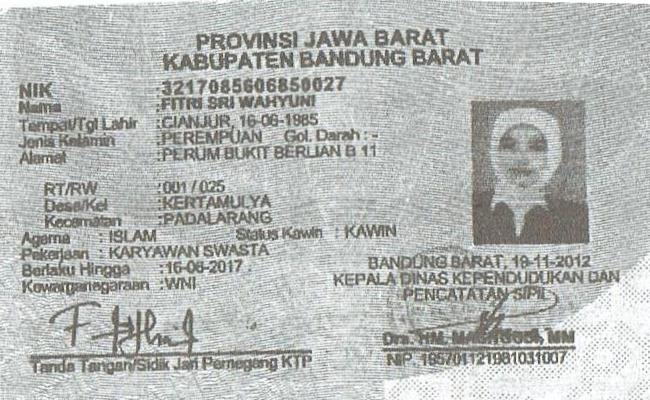 PROVINSI JAWA BARAT
KABUPATEN BANDUNG BARAT
NIK : 3217085606850027
Nama : FITRI SRI WAHYUNI
Tempat/Tgl Lahir : CIANJUR, 16-06-1985
Jenis Kelamin : PEREMPUAN Gol. Darah : -
Alamat : PERUM BUKIT BERLIAN B 11
RT/RW : 001 / 025
Desa/Kel : KERTAMULYA
Kecamatan : PADALARANG
Agama : ISLAM Status Kawin : KAWIN
Pekerjaan : KARYAWAN SWASTA
Berlaku Hingga : 16-06-2017
Kewarganegaraan : WNI
BANDUNG BARAT, 19-11-2012
KEPALA DINAS KEPENDUDUKAN DAN
PENCATATAN SIPIL
Drs. HM. MM
Tanda Tangan/Sidik Jari Pemegang KTP
NIP. 195701121981031007